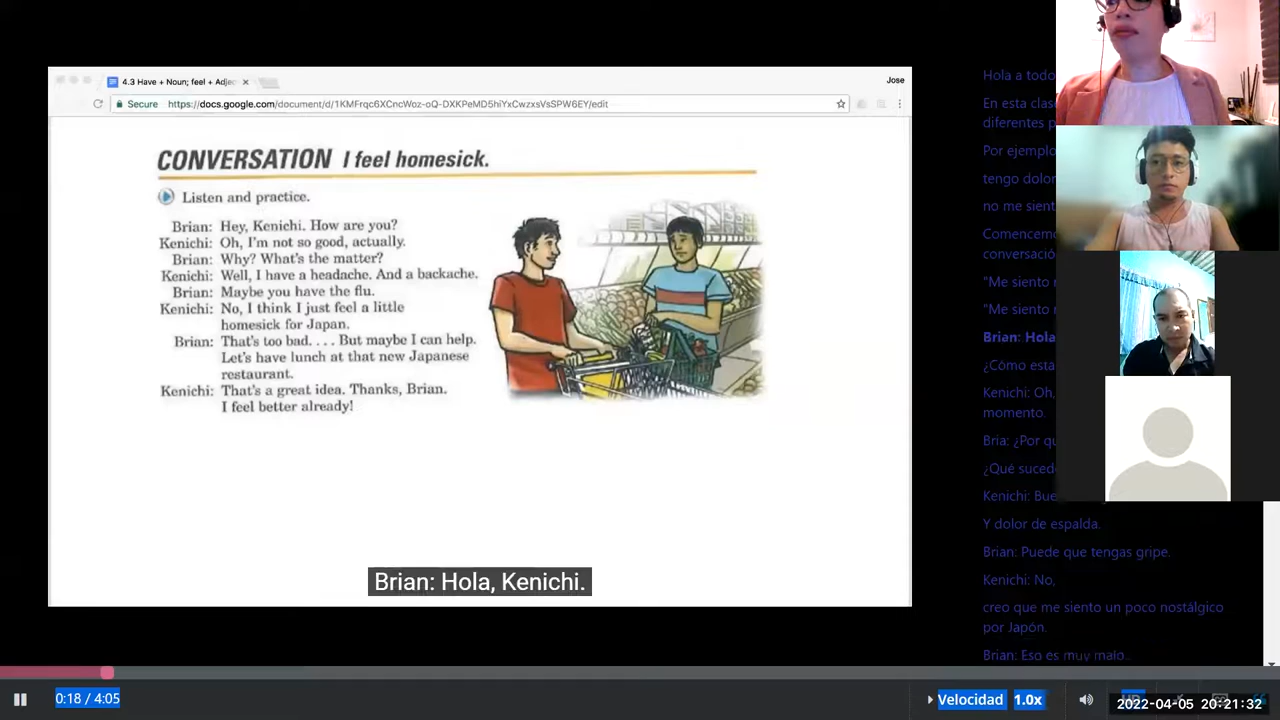 4.3 Have + Noun; feel + Adjec
Jose
Secure https://docs.google.com/document/d/1KMFrqc6XCncWoz-oQ-DXKPeMD5hiYxCwzxsVsSPW6EY/edit
CONVERSATION I feel homesick.
Listen and practice.
Brian: Hey, Kenichi. How are you?
Kenichi: Oh, I'm not so good, actually.
Brian: Why? What's the matter?
Kenichi: Well, I have a headache. And a backache.
Brian: Maybe you have the flu.
Kenichi: No, I think I just feel a little
homesick for Japan.
Brian: That's too bad. . . . But maybe I can help.
Let's have lunch at that new Japanese
restaurant.
Kenichi: That's a great idea. Thanks, Brian.
I feel better already!
Brian: Hola, Kenichi.
Hola a todo
En esta clase
diferentes p
Por ejemplo
tengo dolor
no me sient
Comencem
conversació
"Me siento
"Me siento
Brian: Hola
¿Cómo esta
Kenichi: Oh,
momento.
Bria: ¿Por qu
¿Qué suced
Kenichi: Bue
Y dolor de espalda.
Brian: Puede que tengas gripe.
Kenichi: No,
creo que me siento un poco nostálgico
por Japón.
Brian: Eso es muy malo..
0:18 / 4:05
Velocidad 1.0x
2022-04-05 20:21:32